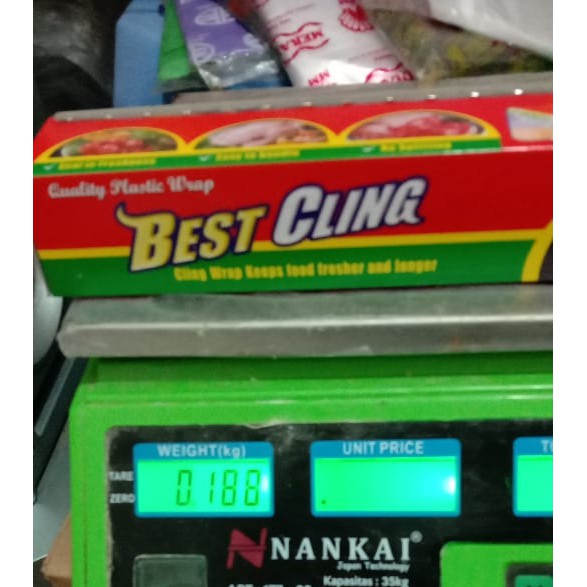 Quality Plastic Wrap
BEST CLING
Cling Wrap Keeps food fresher and longer
WEIGHT(kg)
UNIT PRICE
TARE
ZERO
0188
NANKAI®
Japan Technology
Kapasitas : 35kg